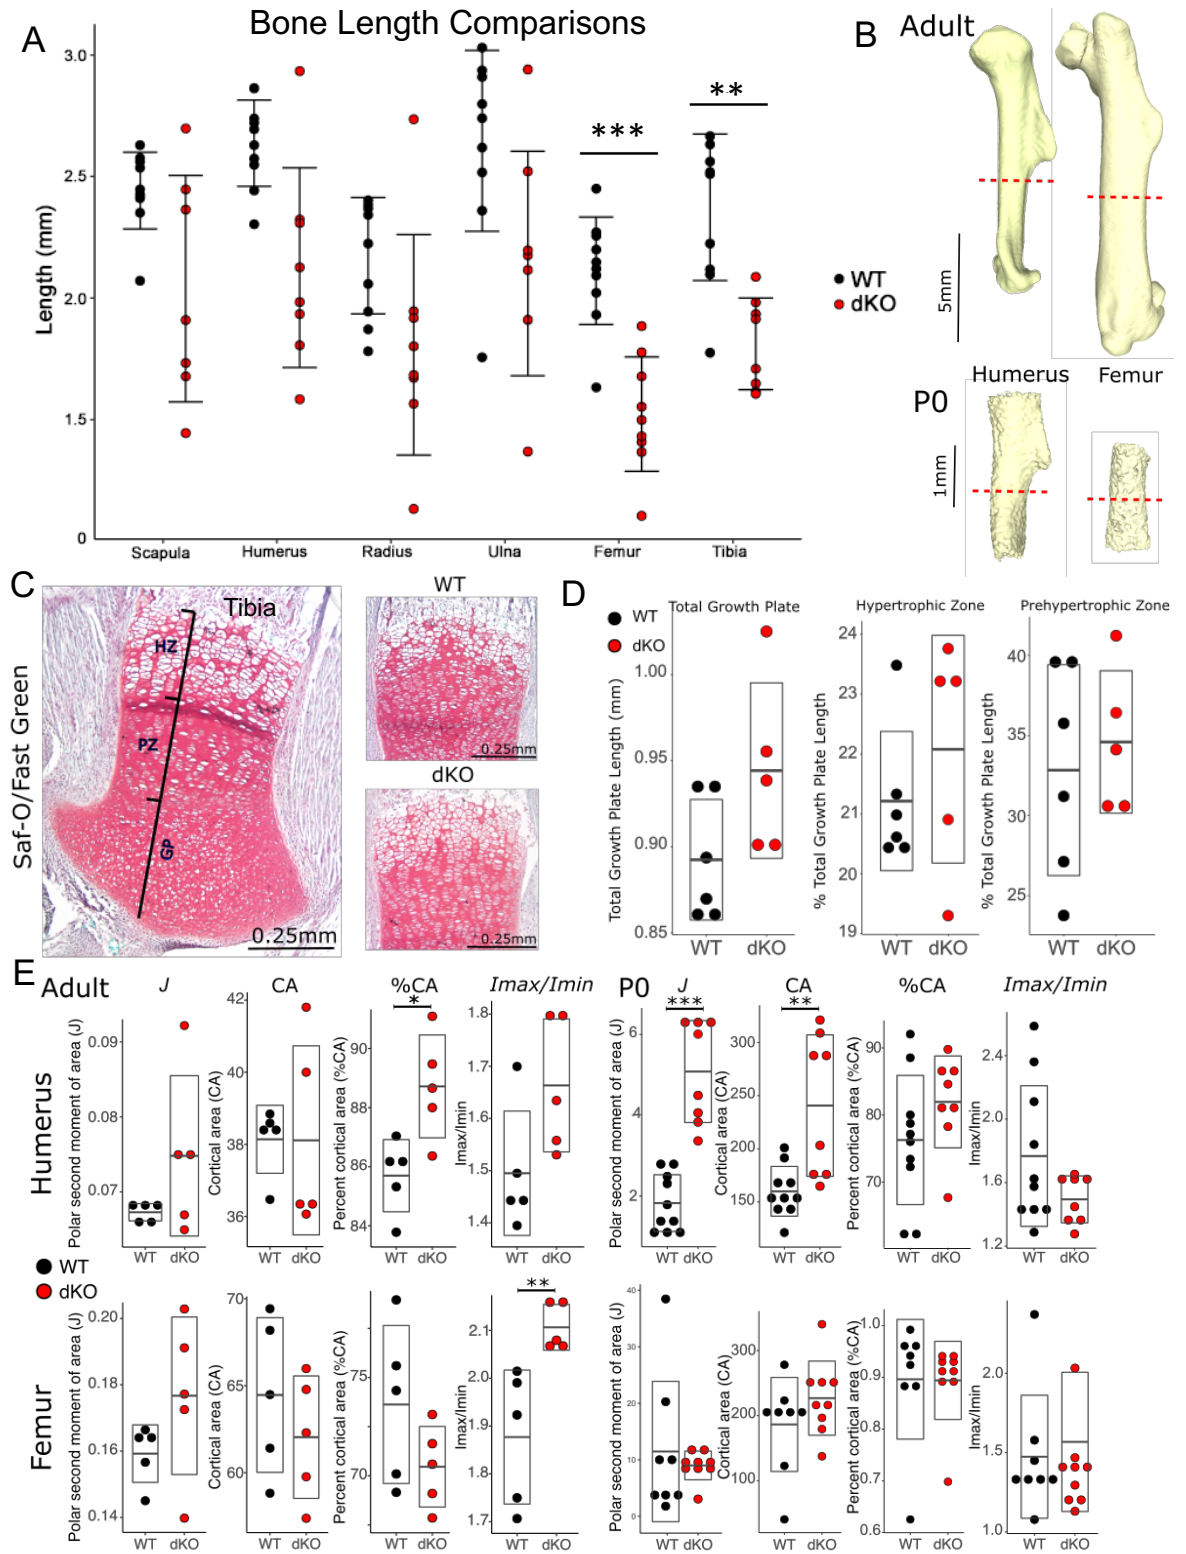 A
Bone Length Comparisons
Length (mm)
3.0
2.5
2.0
1.5
0
***
**
Scapula
Humerus
Radius
Ulna
Femur
Tibia
WT
dKO
B
Adult
5mm
Humerus
Femur
P0
1mm
C
Saf-O/Fast Green
Tibia
HZ
PZ
GP
0.25mm
WT
0.25mm
dKO
0.25mm
D
WT
dKO
Total Growth Plate
Total Growth Plate Length (mm)
1.00
0.95
0.90
0.85
WT
dKO
Hypertrophic Zone
% Total Growth Plate Length
24
23
22
21
20
19
WT
dKO
Prehypertrophic Zone
% Total Growth Plate Length
40
35
30
25
WT
dKO
E
Adult
Humerus
J
Polar second moment of area (J)
0.09
0.08
0.07
WT
dKO
CA
Cortical area (CA)
42
40
38
36
WT
dKO
%CA
*
Percent cortical area (%CA)
90
88
86
84
WT
dKO
Imax/Imin
Imax/Imin
1.8
1.7
1.6
1.5
1.4
WT
dKO
P0
J
***
Polar second moment of area (J)
6
4
2
WT
dKO
CA
**
Cortical area (CA)
300
250
200
150
WT
dKO
%CA
Percent cortical area (%CA)
90
80
70
WT
dKO
Imax/Imin
Imax/Imin
2.4
2.0
1.6
1.2
WT
dKO
WT
dKO
Femur
Polar second moment of area (J)
0.20
0.18
0.16
0.14
WT
dKO
Cortical area (CA)
70
65
60
WT
dKO
Percent cortical area (%CA)
75
70
WT
dKO
**
Imax/Imin
2.1
2.0
1.9
1.8
1.7
WT
dKO
Polar second moment of area (J)
40
30
20
10
0
WT
dKO
Cortical area (CA)
300
200
100
WT
dKO
Percent cortical area (%CA)
1.0
0.9
0.8
0.7
0.6
WT
dKO
Imax/Imin
2.0
1.5
1.0
WT
dKO